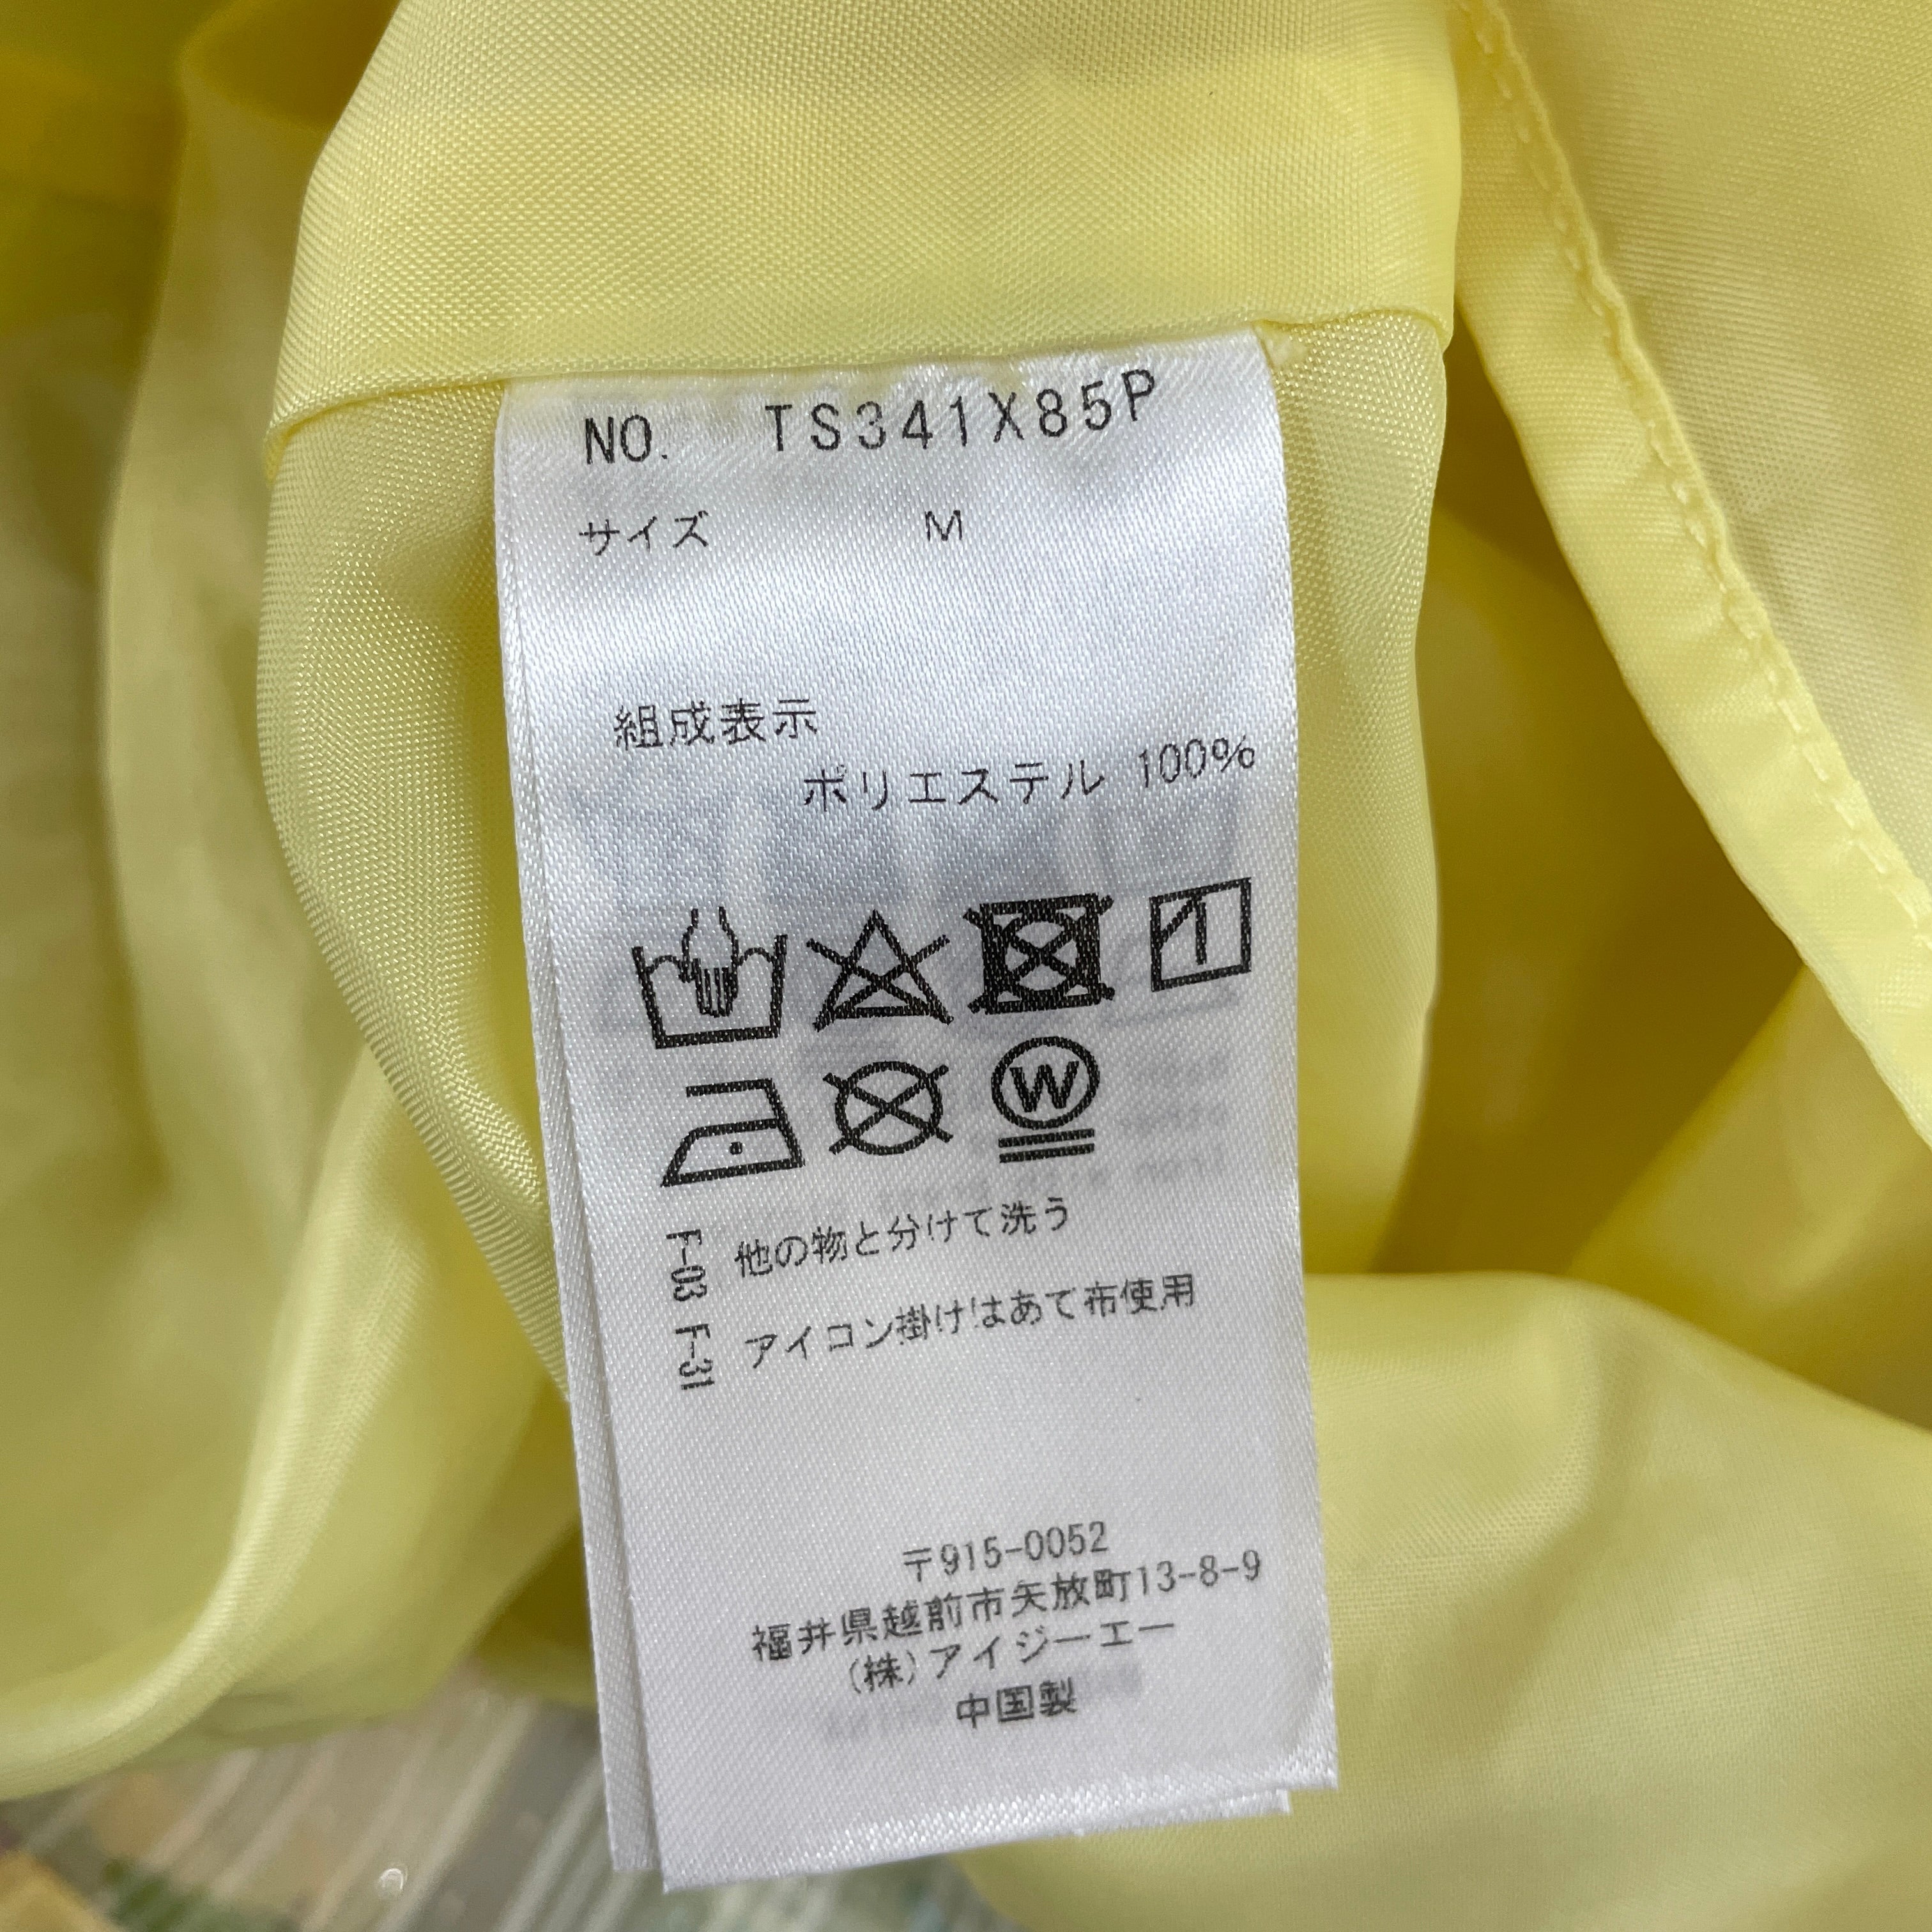 NO. TS341X85P
サイズ M
組成表示
ポリエステル 100%
W
F-03 他の物と分けて洗う
F-31 アイロン掛けはあて布使用
〒915-0052
福井県越前市矢放町13-8-9
(株)アイジーエー
中国製